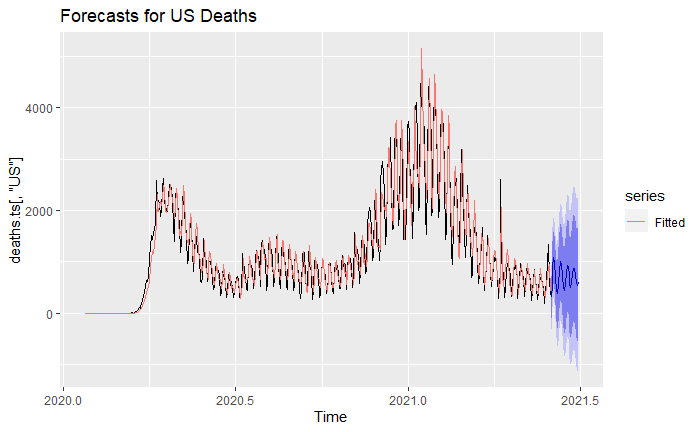 Forecasts for US Deaths
deaths.ts[, "US"]
4000
2000
0
2020.0
2020.5
2021.0
2021.5
Time
series
Fitted